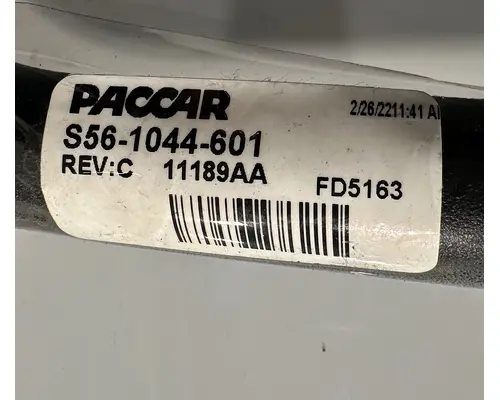 PACCAR 2/26/2211:41 A
S56-1044-601
REV:C 11189AA FD5163